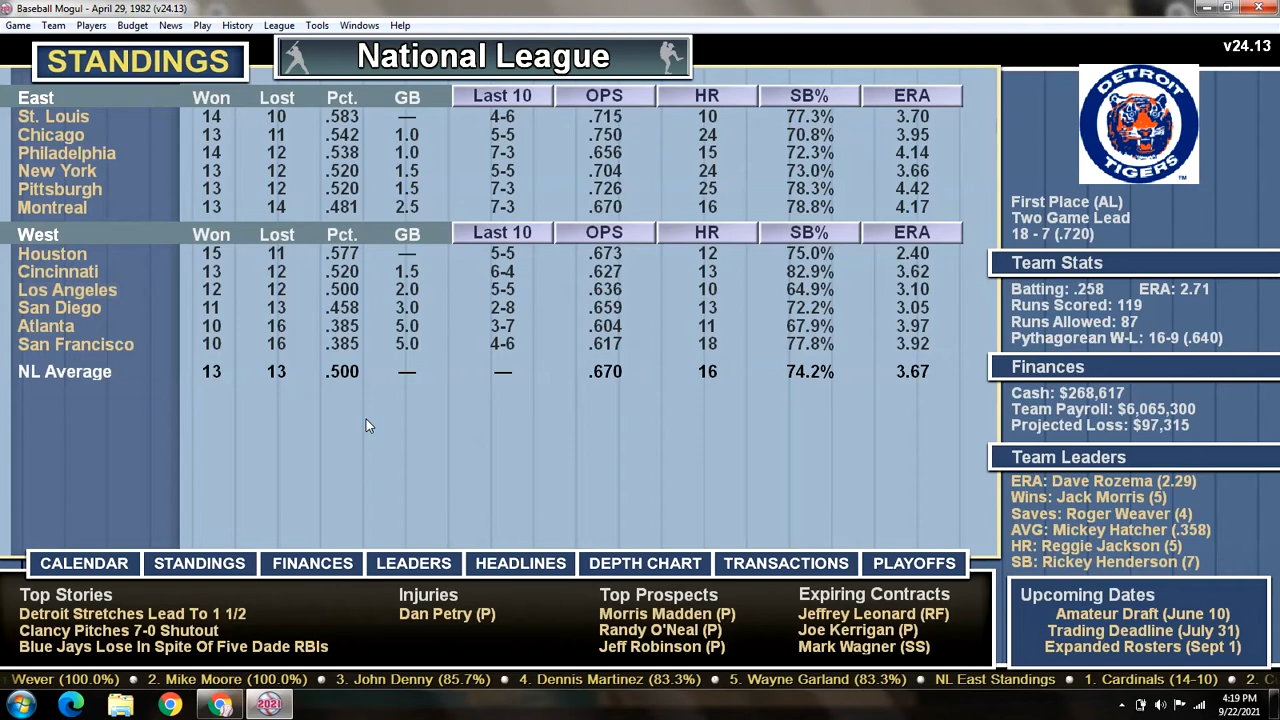 Baseball Mogul - April 29, 1982 (v24.13)
Game Team Players Budget News Play History League Tools Windows Help
STANDINGS National League v24.13
East Won Lost Pct. GB Last 10 OPS HR SB% ERA
St. Louis 14 10 .583 — 4-6 .715 10 77.3% 3.70
Chicago 13 11 .542 1.0 5-5 .750 24 70.8% 3.95
Philadelphia 14 12 .538 1.0 7-3 .656 15 72.3% 4.14
New York 13 12 .520 1.5 5-5 .704 24 73.0% 3.66
Pittsburgh 13 12 .520 1.5 7-3 .726 25 78.3% 4.42
Montreal 13 14 .481 2.5 7-3 .670 16 78.8% 4.17
West Won Lost Pct. GB Last 10 OPS HR SB% ERA
Houston 15 11 .577 — 5-5 .673 12 75.0% 2.40
Cincinnati 13 12 .520 1.5 6-4 .627 13 82.9% 3.62
Los Angeles 12 12 .500 2.0 5-5 .636 10 64.9% 3.10
San Diego 11 13 .458 3.0 2-8 .659 13 72.2% 3.05
Atlanta 10 16 .385 5.0 3-7 .604 11 67.9% 3.97
San Francisco 10 16 .385 5.0 4-6 .617 18 77.8% 3.92
NL Average 13 13 .500 — — .670 16 74.2% 3.67
DETROIT
TIGERS
First Place (AL)
Two Game Lead
18 - 7 (.720)
Team Stats
Batting: .258 ERA: 2.71
Runs Scored: 119
Runs Allowed: 87
Pythagorean W-L: 16-9 (.640)
Finances
Cash: $268,617
Team Payroll: $6,065,300
Projected Loss: $97,315
Team Leaders
ERA: Dave Rozema (2.29)
Wins: Jack Morris (5)
Saves: Roger Weaver (4)
AVG: Mickey Hatcher (.358)
HR: Reggie Jackson (5)
SB: Rickey Henderson (7)
CALENDAR STANDINGS FINANCES LEADERS HEADLINES DEPTH CHART TRANSACTIONS PLAYOFFS
Top Stories
Detroit Stretches Lead To 1 1/2
Clancy Pitches 7-0 Shutout
Blue Jays Lose In Spite Of Five Dade RBIs
Injuries
Dan Petry (P)
Top Prospects
Morris Madden (P)
Randy O'Neal (P)
Jeff Robinson (P)
Expiring Contracts
Jeffrey Leonard (RF)
Joe Kerrigan (P)
Mark Wagner (SS)
Upcoming Dates
Amateur Draft (June 10)
Trading Deadline (July 31)
Expanded Rosters (Sept 1)
Wever (100.0%) • 2. Mike Moore (100.0%) • 3. John Denny (85.7%) • 4. Dennis Martinez (83.3%) • 5. Wayne Garland (83.3%) • NL East Standings • 1. Cardinals (14-10) • 2. C
2021
4:19 PM
9/22/2021